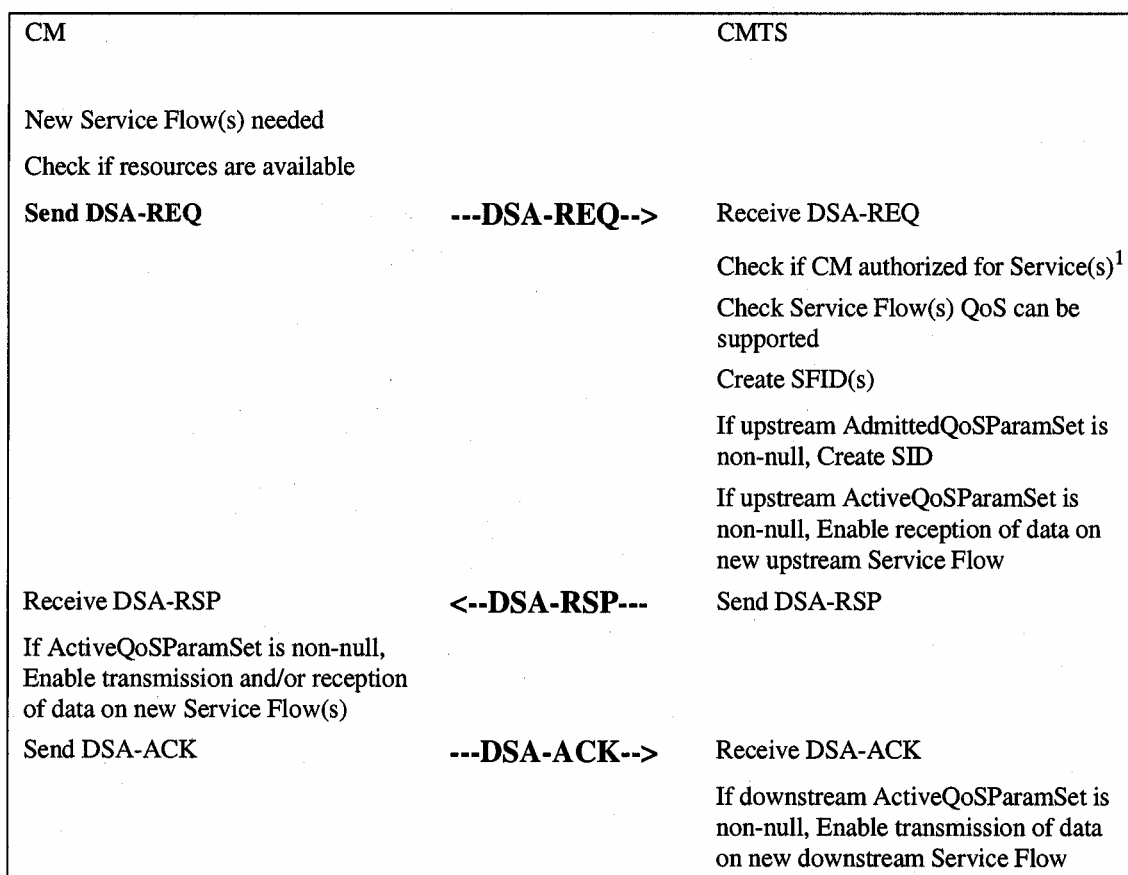 CM CMTS
New Service Flow(s) needed
Check if resources are available
Send DSA-REQ ---DSA-REQ--> Receive DSA-REQ
Check if CM authorized for Service(s)1
Check Service Flow(s) QoS can be
supported
Create SFID(s)
If upstream AdmittedQoSParamSet is
non-null, Create SID
If upstream ActiveQoSParamSet is
non-null, Enable reception of data on
new upstream Service Flow
Receive DSA-RSP <--DSA-RSP--- Send DSA-RSP
If ActiveQoSParamSet is non-null,
Enable transmission and/or reception
of data on new Service Flow(s)
Send DSA-ACK ---DSA-ACK--> Receive DSA-ACK
If downstream ActiveQoSParamSet is
non-null, Enable transmission of data
on new downstream Service Flow